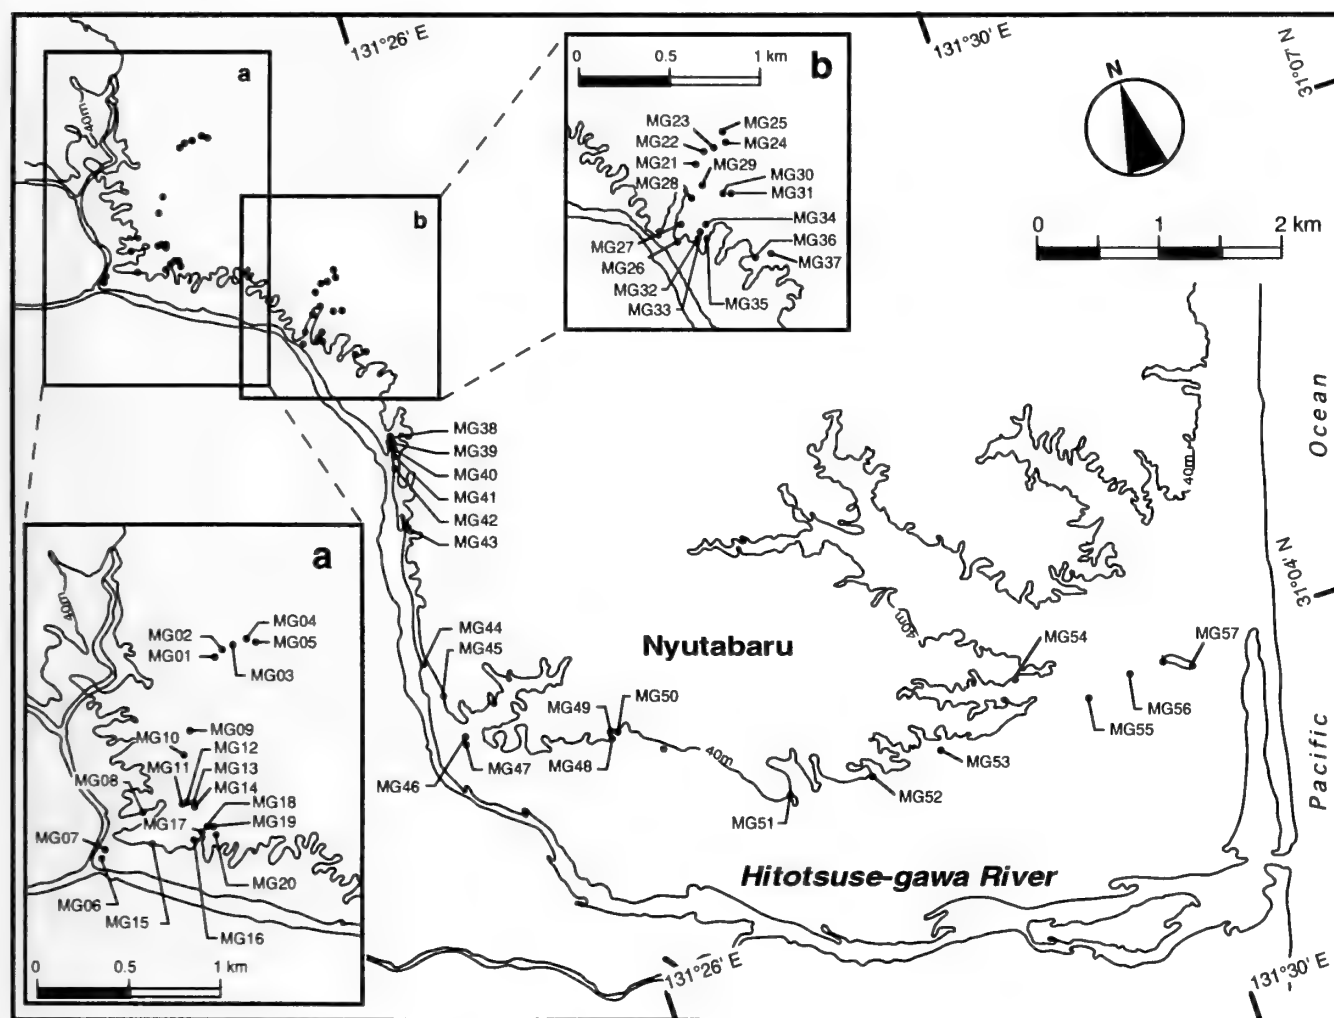 131°26' E
131°30' E
31°07' N
a
b
40m
0 0.5 1 km
b
MG23
MG25
MG22
MG24
MG21
MG29
MG28
MG30
MG31
MG34
MG27
MG36
MG26
MG37
MG32
MG35
MG33
N
0 1 2 km
Ocean
Pacific
40m
31°04' N
MG38
MG39
MG40
MG41
MG42
MG43
MG44
MG45
Nyutabaru
40m
MG54
MG57
MG50
MG49
MG56
MG55
40m
MG53
MG48
MG47
MG46
MG52
MG51
Hitotsuse-gawa River
a
40m
MG04
MG02
MG05
MG01
MG03
MG09
MG10
MG12
MG11
MG13
MG08
MG14
MG18
MG17
MG19
MG07
MG20
MG06
MG15
MG16
0 0.5 1 km
131°26' E
131°30' E